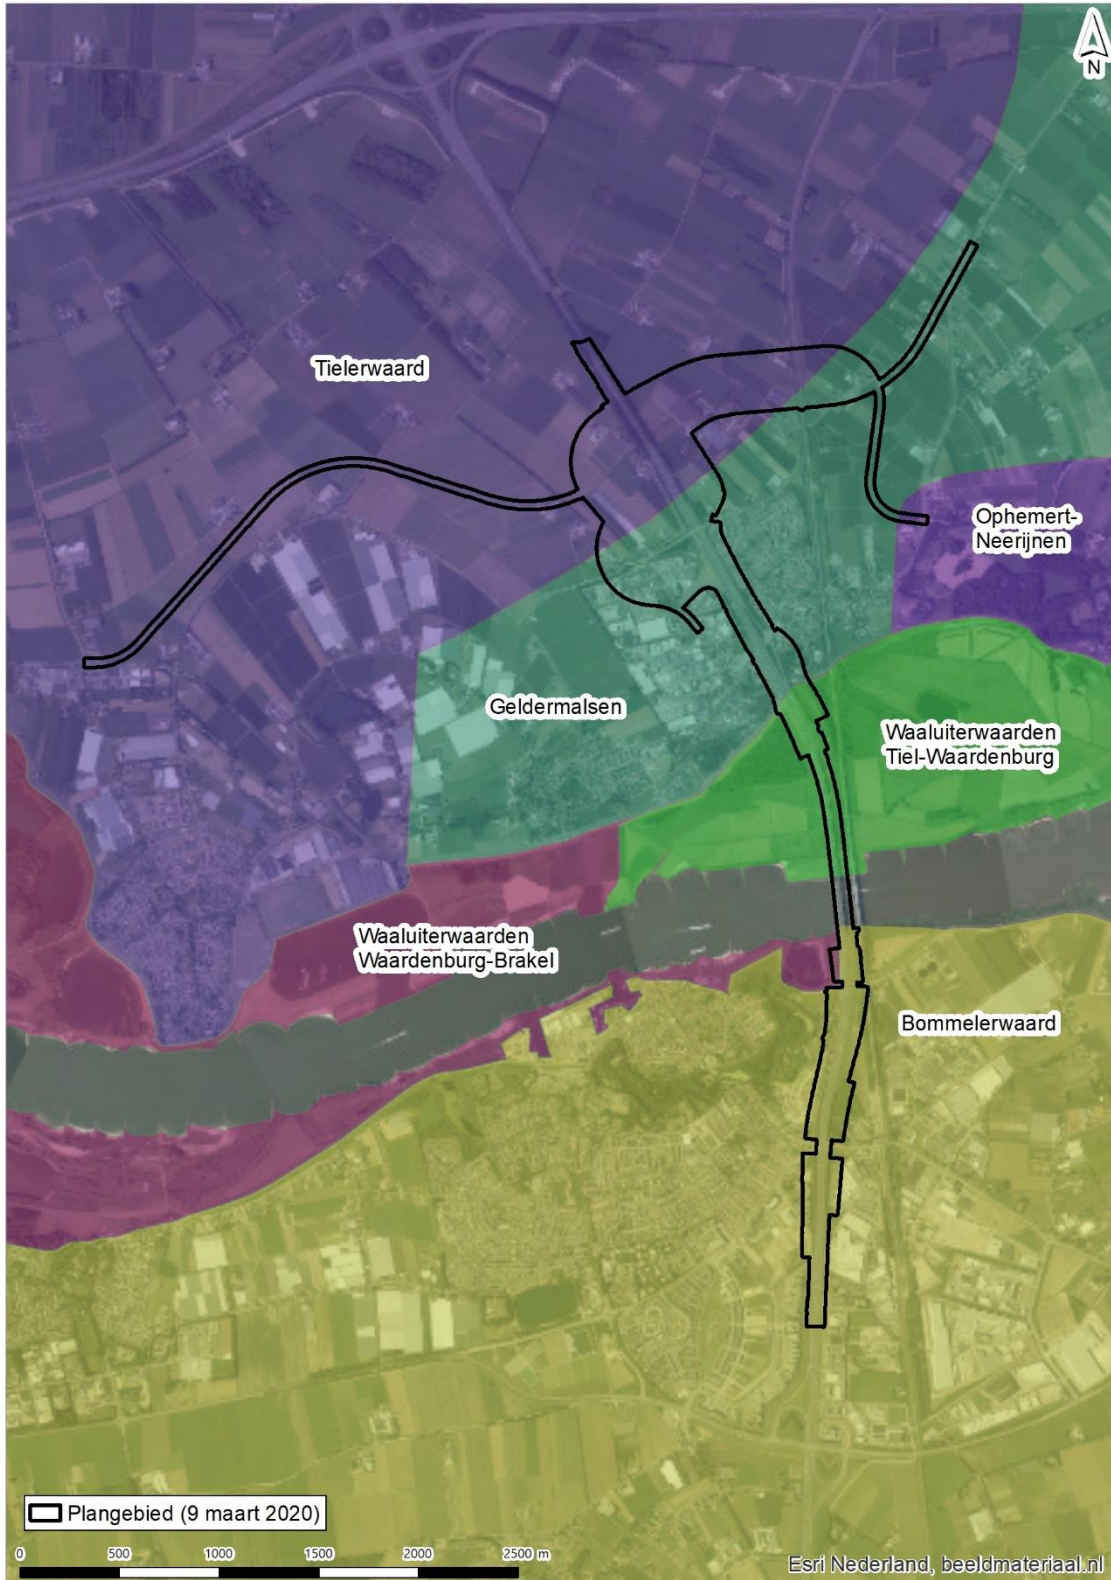 N
Tielerwaard
Ophemert-
Neerijnen
Geldermalsen
Waaluiterwaarden
Tiel-Waardenburg
Waaluiterwaarden
Waardenburg-Brakel
Bommelerwaard
Plangebied (9 maart 2020)
0 500 1000 1500 2000 2500 m
Esri Nederland, beeldmateriaal.nl